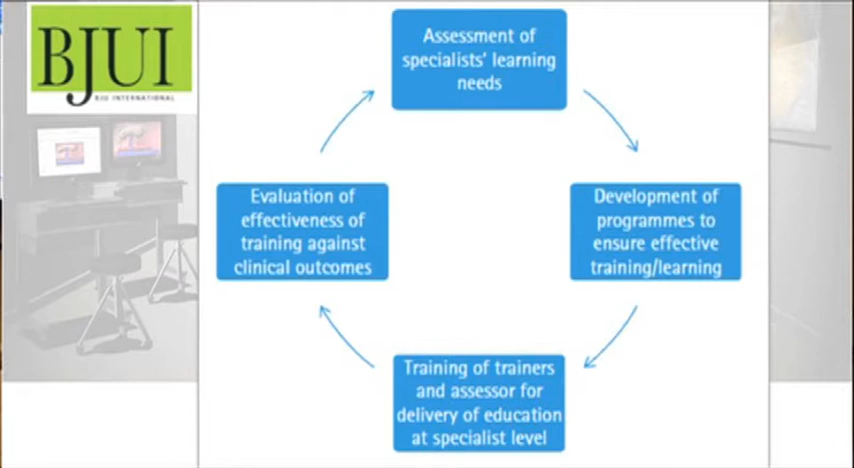 BJUI
BJU INTERNATIONAL
Assessment of
specialists' learning
needs
Evaluation of
effectiveness of
training against
clinical outcomes
Development of
programmes to
ensure effective
training/learning
Training of trainers
and assessor for
delivery of education
at specialist level